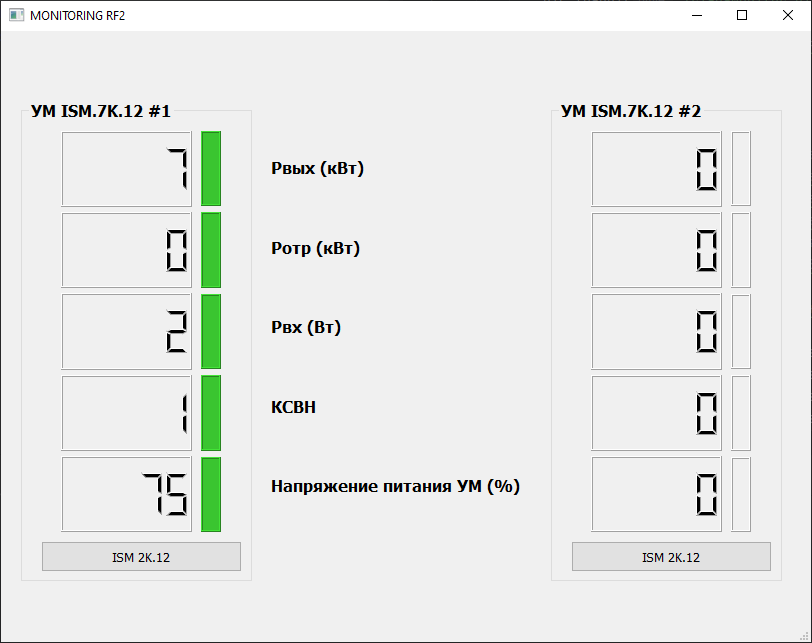 MONITORING RF2
УМ ISM.7K.12 #1
УМ ISM.7K.12 #2
7
Рвых (кВт)
0
0
Ротр (кВт)
0
2
Рвх (Вт)
0
1
КСВН
0
75
Напряжение питания УМ (%)
0
ISM 2K.12
ISM 2K.12